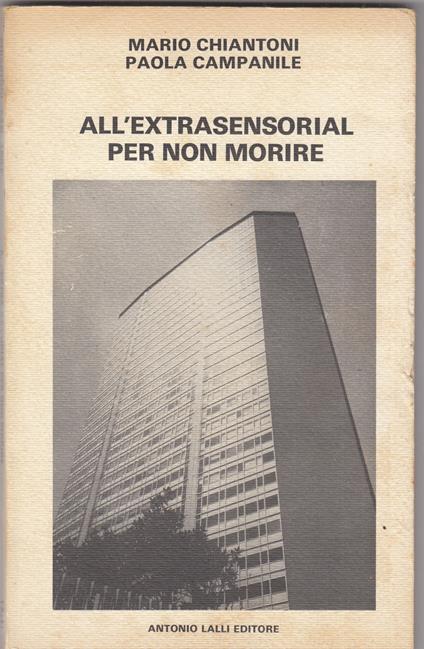 MARIO CHIANTONI
PAOLA CAMPANILE
ALL'EXTRASENSORIAL
PER NON MORIRE
ANTONIO LALLI EDITORE